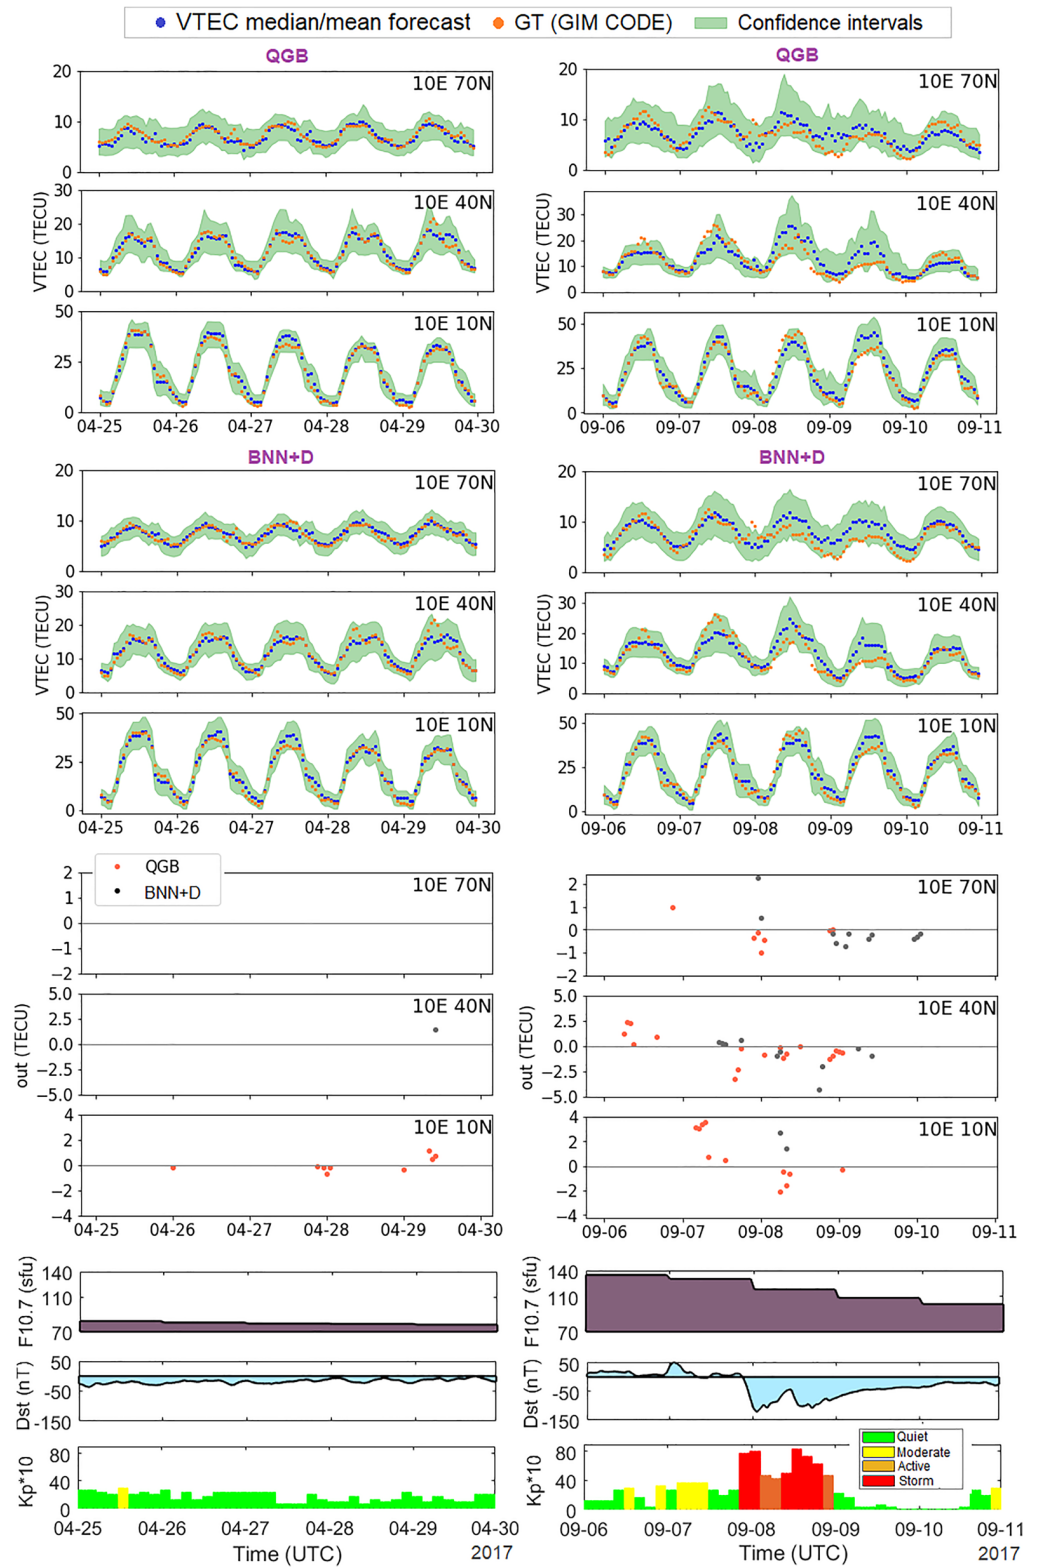 VTEC median/mean forecast GT (GIM CODE) Confidence intervals
QGB QGB
20 10E 70N 20 10E 70N
10 10
0 0
30 10E 40N 10E 40N
30
20 20
10 10
0 0
VTEC (TECU) VTEC (TECU)
50 10E 10N 50 10E 10N
25 25
0 0
04-25 04-26 04-27 04-28 04-29 04-30 09-06 09-07 09-08 09-09 09-10 09-11
BNN+D BNN+D
20 10E 70N 20 10E 70N
10 10
0 0
30 10E 40N 30 10E 40N
20 20
10 10
0 0
VTEC (TECU) VTEC (TECU)
50 10E 10N 50 10E 10N
25 25
0 0
04-25 04-26 04-27 04-28 04-29 04-30 09-06 09-07 09-08 09-09 09-10 09-11
QGB
BNN+D
2 10E 70N 2 10E 70N
1 1
0 0
−1 −1
−2 −2
5.0 10E 40N 5.0 10E 40N
2.5 2.5
0.0 0.0
−2.5 −2.5
−5.0 −5.0
out (TECU) out (TECU)
4 10E 10N 4 10E 10N
2 2
0 0
−2 −2
−4 −4
04-25 04-26 04-27 04-28 04-29 04-30 09-06 09-07 09-08 09-09 09-10 09-11
F10.7 (sfu) F10.7 (sfu)
140 140
110 110
70 70
Dst (nT) Dst (nT)
50 50
-50 -50
-150 -150
Kp*10 Kp*10
80 80
40 40
0 0
Quiet
Moderate
Active
Storm
04-25 04-26 04-27 04-28 04-29 04-30 09-06 09-07 09-08 09-09 09-10 09-11
Time (UTC) 2017 Time (UTC) 2017